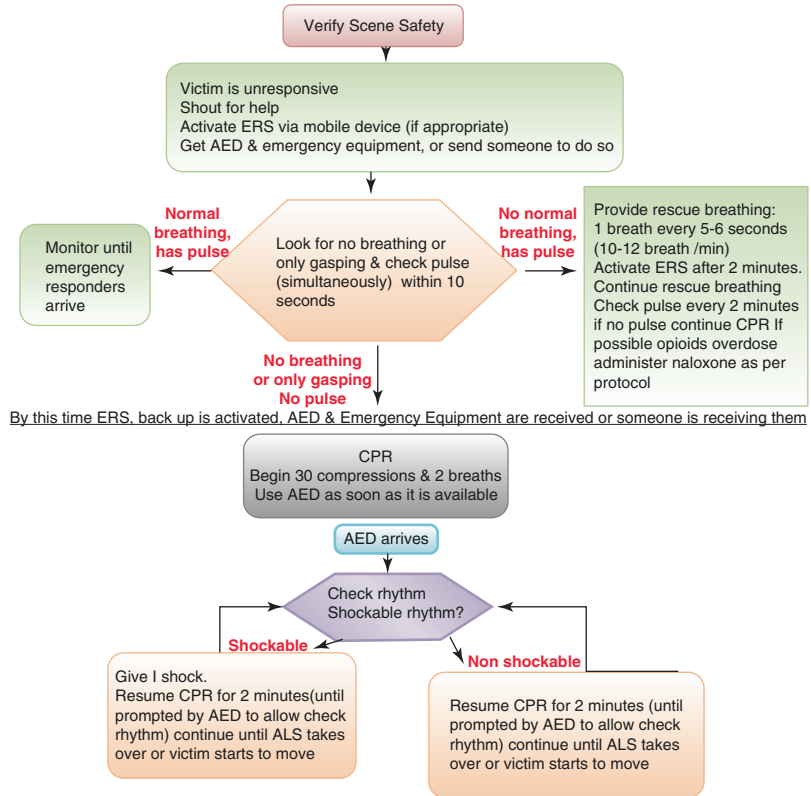 Verify Scene Safety
Victim is unresponsive
Shout for help
Activate ERS via mobile device (if appropriate)
Get AED & emergency equipment, or send someone to do so
Normal
breathing,
has pulse
Monitor until
emergency
responders
arrive
Look for no breathing or
only gasping & check pulse
(simultaneously) within 10
seconds
No normal
breathing,
has pulse
Provide rescue breathing:
1 breath every 5-6 seconds
(10-12 breath /min)
Activate ERS after 2 minutes.
Continue rescue breathing
Check pulse every 2 minutes
if no pulse continue CPR If
possible opioids overdose
administer naloxone as per
protocol
No breathing
or only gasping
No pulse
By this time ERS, back up is activated, AED & Emergency Equipment are received or someone is receiving them
CPR
Begin 30 compressions & 2 breaths
Use AED as soon as it is available
AED arrives
Check rhythm
Shockable rhythm?
Shockable
Give I shock.
Resume CPR for 2 minutes(until
prompted by AED to allow check
rhythm) continue until ALS takes
over or victim starts to move
Non shockable
Resume CPR for 2 minutes (until
prompted by AED to allow check
rhythm) continue until ALS takes
over or victim starts to move